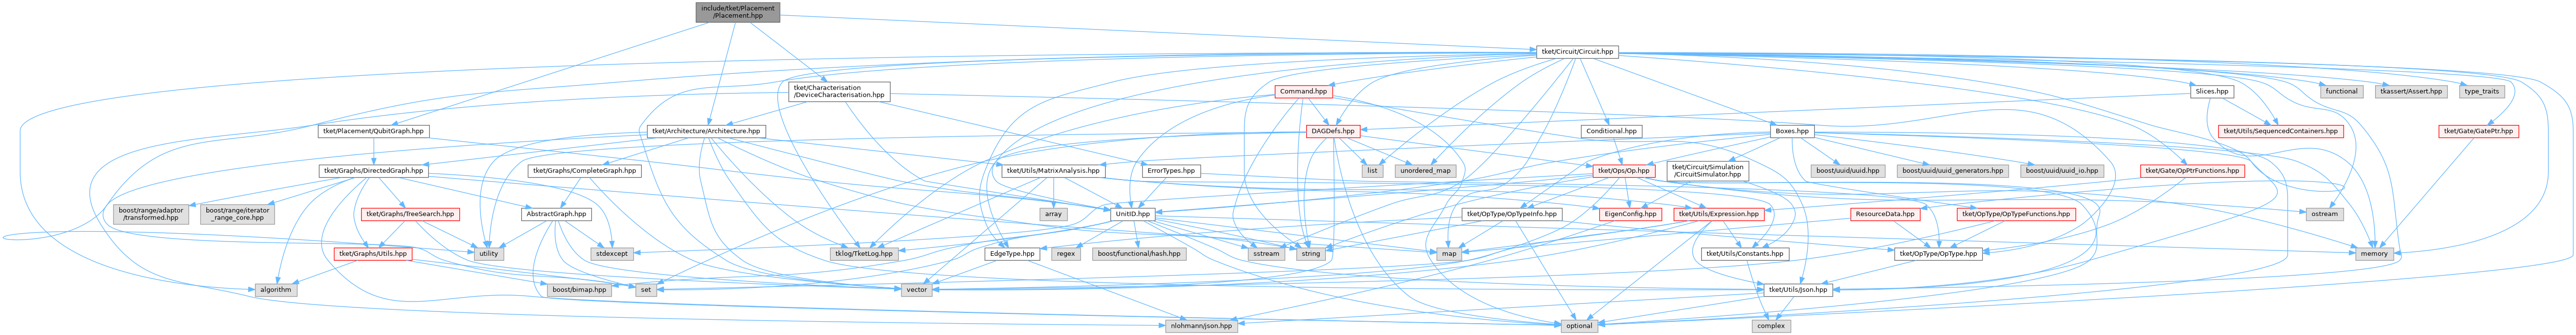 include/tket/Placement
/Placement.hpp
tket/Circuit/Circuit.hpp
tket/Characterisation
/DeviceCharacterisation.hpp
Command.hpp
Slices.hpp
functional
tkassert/Assert.hpp
type_traits
tket/Placement/QubitGraph.hpp
tket/Architecture/Architecture.hpp
DAGDefs.hpp
Conditional.hpp
Boxes.hpp
tket/Utils/SequencedContainers.hpp
tket/Gate/GatePtr.hpp
tket/Graphs/DirectedGraph.hpp
tket/Graphs/CompleteGraph.hpp
tket/Utils/MatrixAnalysis.hpp
ErrorTypes.hpp
list
unordered_map
tket/Ops/Op.hpp
tket/Circuit/Simulation
/CircuitSimulator.hpp
boost/uuid/uuid.hpp
boost/uuid/uuid_generators.hpp
boost/uuid/uuid_io.hpp
tket/Gate/OpPtrFunctions.hpp
boost/range/adaptor
/transformed.hpp
boost/range/iterator
_range_core.hpp
tket/Graphs/TreeSearch.hpp
AbstractGraph.hpp
array
UnitID.hpp
tket/OpType/OpTypeInfo.hpp
EigenConfig.hpp
tket/Utils/Expression.hpp
ResourceData.hpp
tket/OpType/OpTypeFunctions.hpp
ostream
tket/Graphs/Utils.hpp
utility
stdexcept
tklog/TketLog.hpp
EdgeType.hpp
regex
boost/functional/hash.hpp
sstream
string
map
tket/Utils/Constants.hpp
tket/OpType/OpType.hpp
memory
algorithm
boost/bimap.hpp
set
vector
tket/Utils/Json.hpp
nlohmann/json.hpp
optional
complex